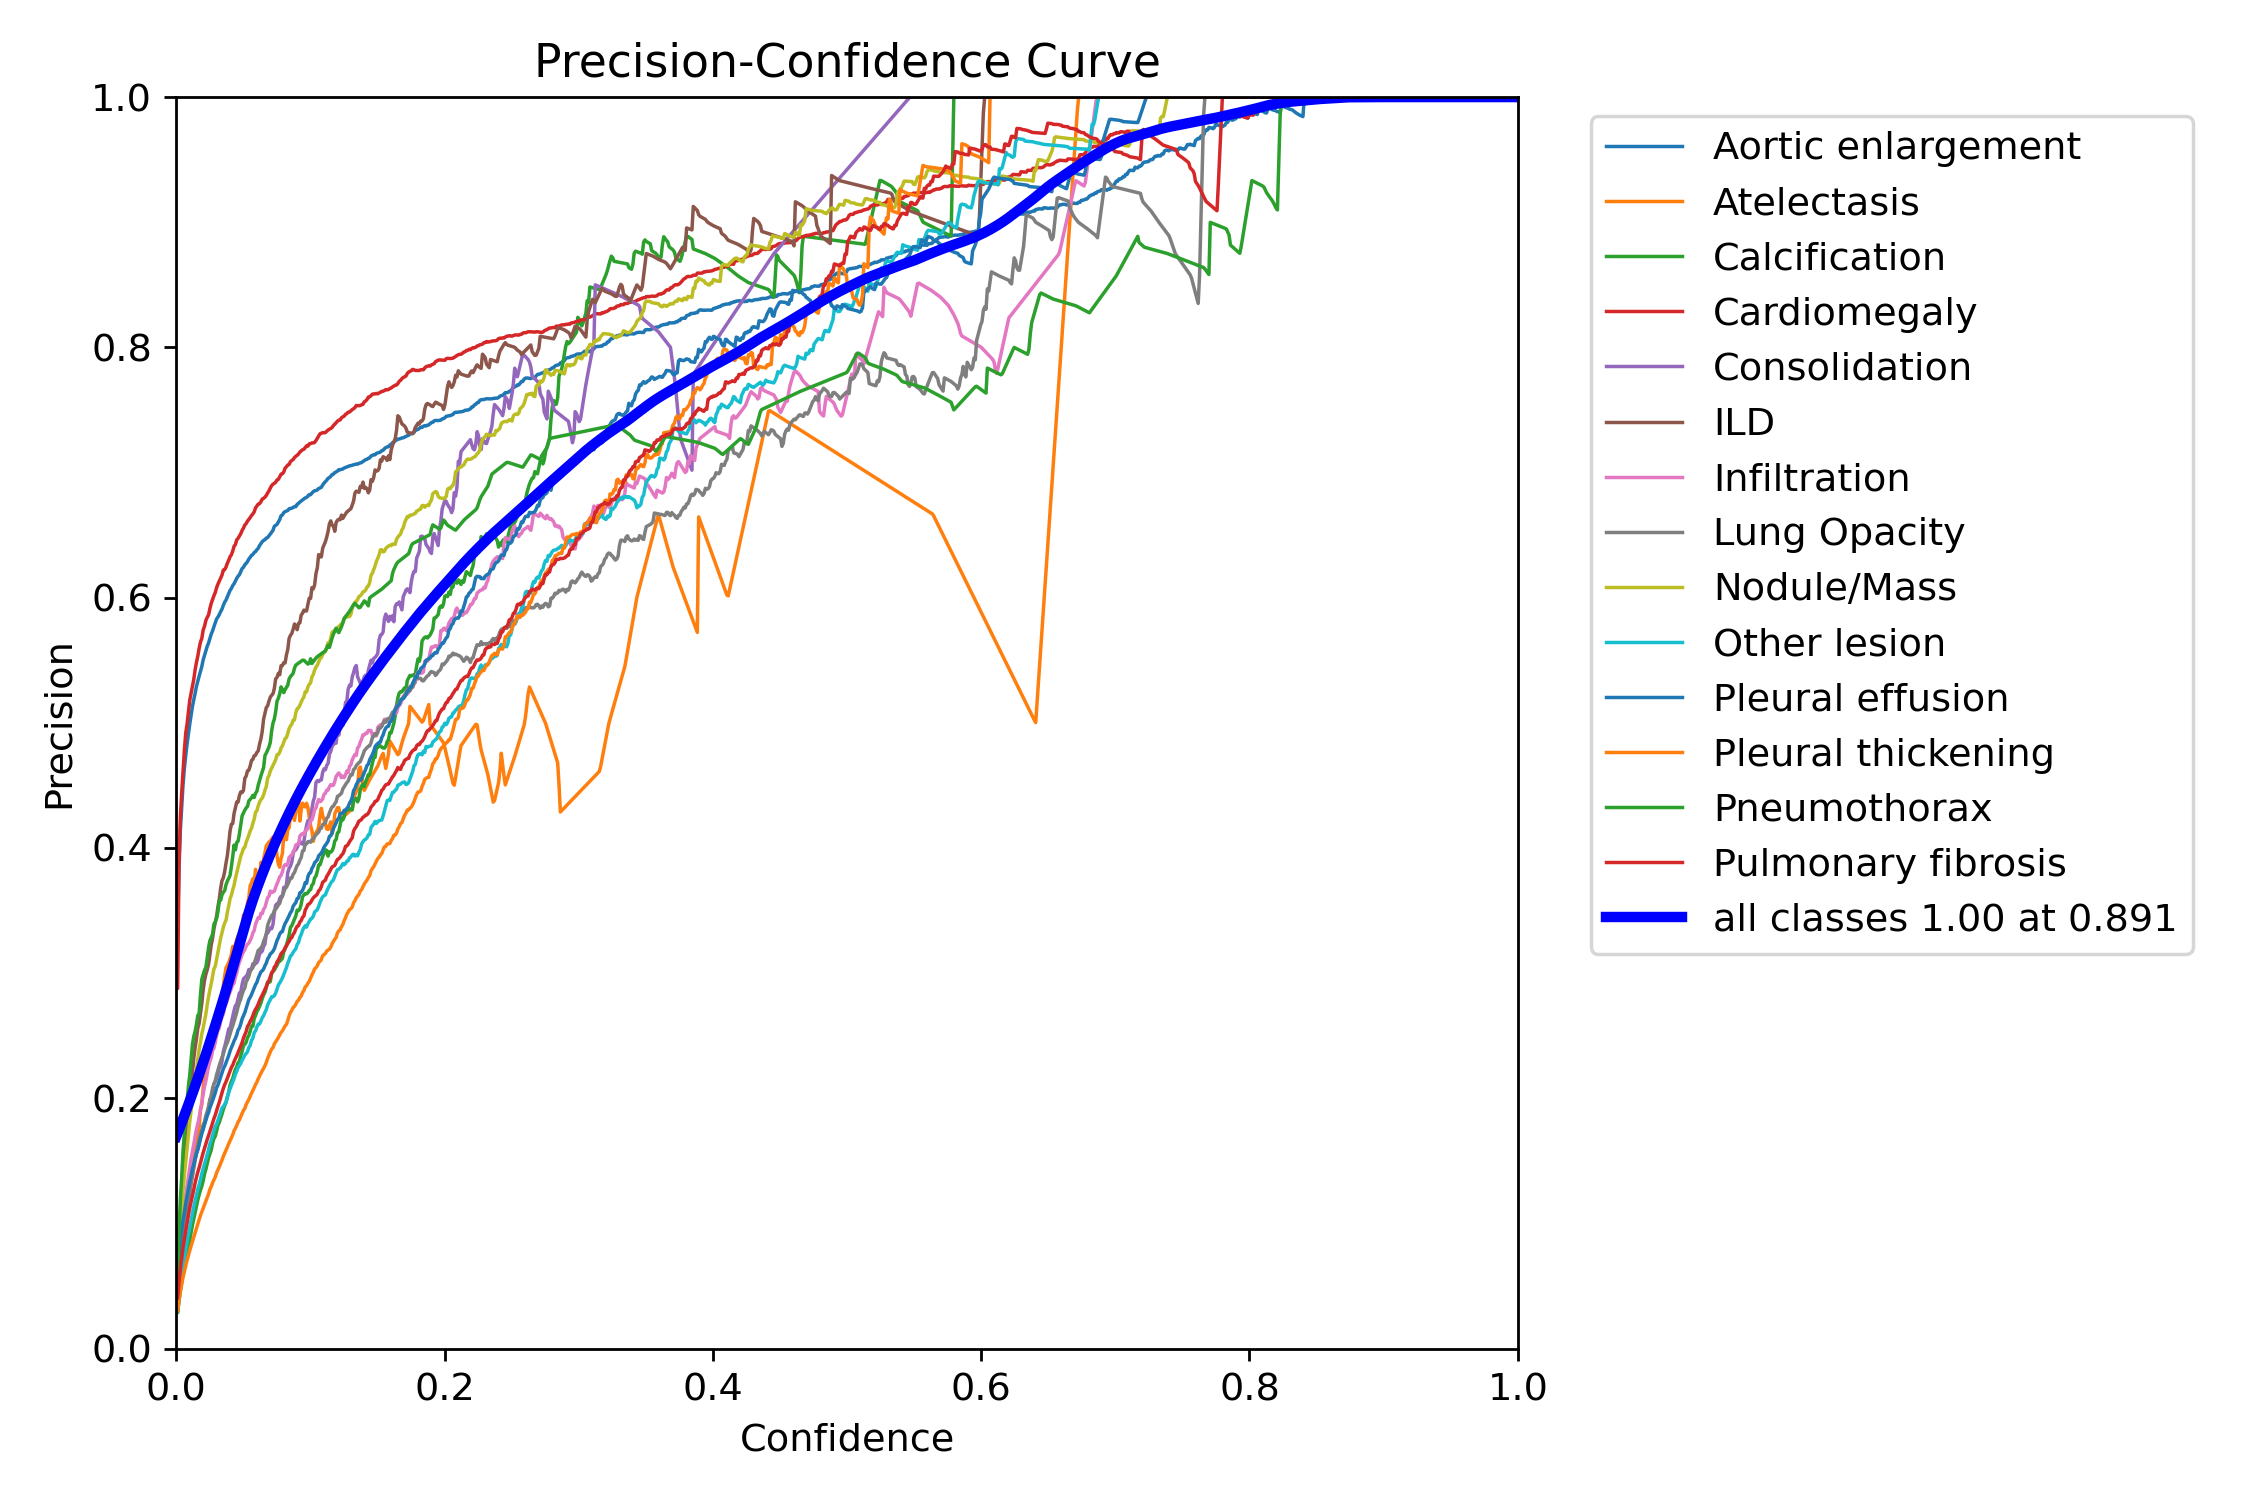 Precision-Confidence Curve
1.0
0.8
0.6
0.4
0.2
0.0
Precision
0.0 0.2 0.4 0.6 0.8 1.0
Confidence
Aortic enlargement
Atelectasis
Calcification
Cardiomegaly
Consolidation
ILD
Infiltration
Lung Opacity
Nodule/Mass
Other lesion
Pleural effusion
Pleural thickening
Pneumothorax
Pulmonary fibrosis
all classes 1.00 at 0.891